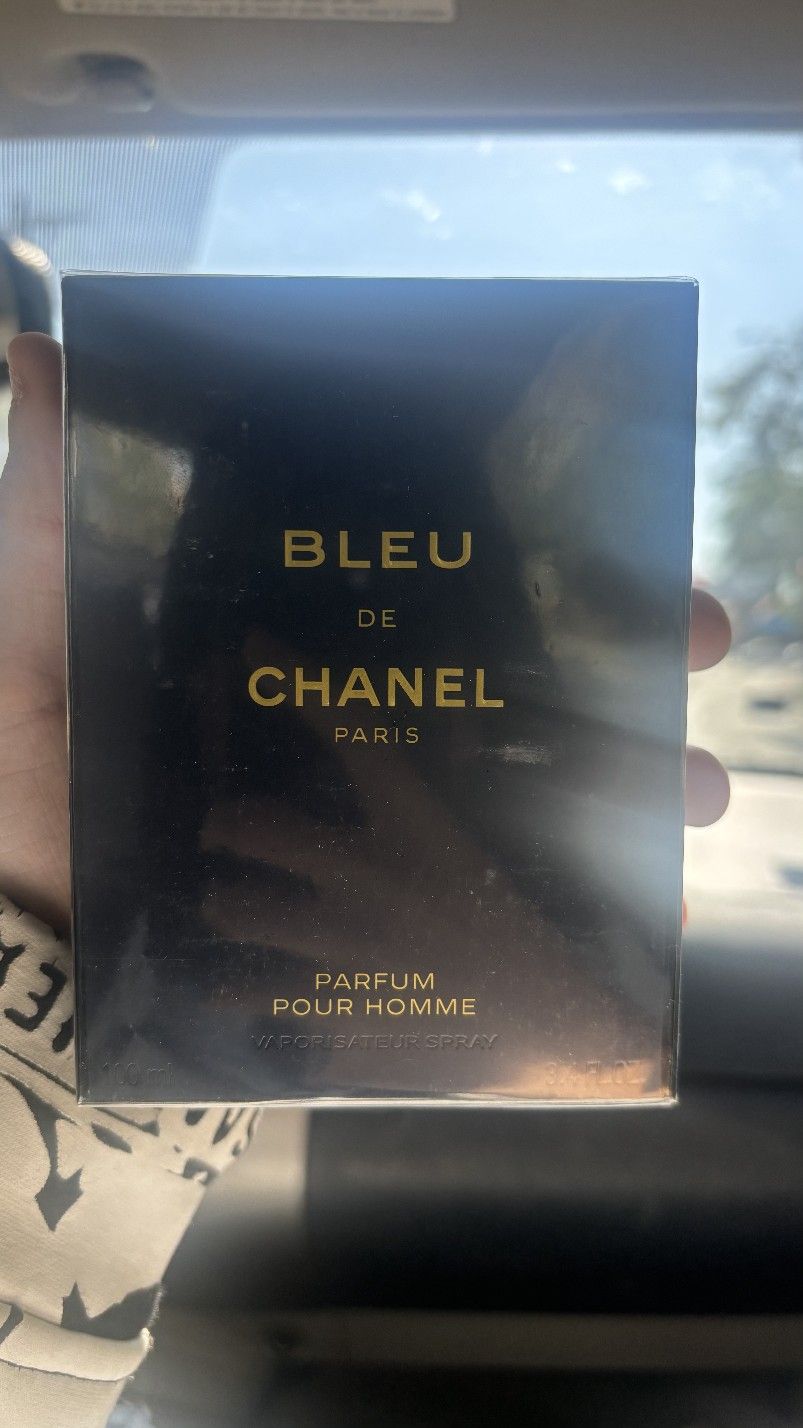 BLEU
DE
CHANEL
PARIS
PARFUM
POUR HOMME
VAPORISATEUR SPRAY
100 ml
3.4 FL.OZ.